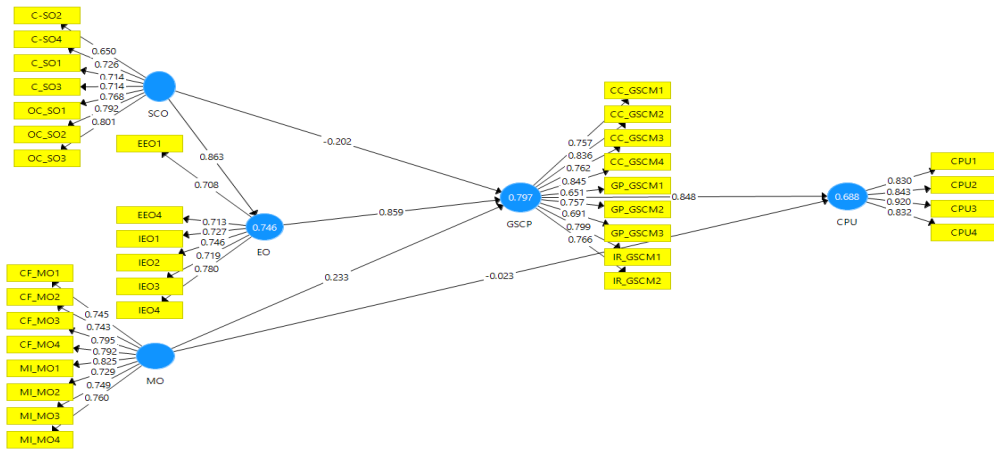 C-SO2
C-SO4
C_SO1
C_SO3
OC_SO1
OC_SO2
OC_SO3
0.650
0.726
0.714
0.714
0.768
0.792
0.801
SCO
EEO1
0.863
0.708
-0.202
EEO4
IEO1
IEO2
IEO3
IEO4
0.713
0.727
0.746
0.719
0.780
0.746
EO
0.859
CF_MO1
CF_MO2
CF_MO3
CF_MO4
MI_MO1
MI_MO2
MI_MO3
MI_MO4
0.745
0.743
0.795
0.792
0.825
0.729
0.749
0.760
MO
0.233
-0.023
CC_GSCM1
CC_GSCM2
CC_GSCM3
CC_GSCM4
GP_GSCM1
GP_GSCM2
GP_GSCM3
IR_GSCM1
IR_GSCM2
0.757
0.836
0.762
0.845
0.651
0.757
0.691
0.799
0.766
0.797
GSCP
0.848
0.688
CPU
0.830
0.843
0.920
0.832
CPU1
CPU2
CPU3
CPU4